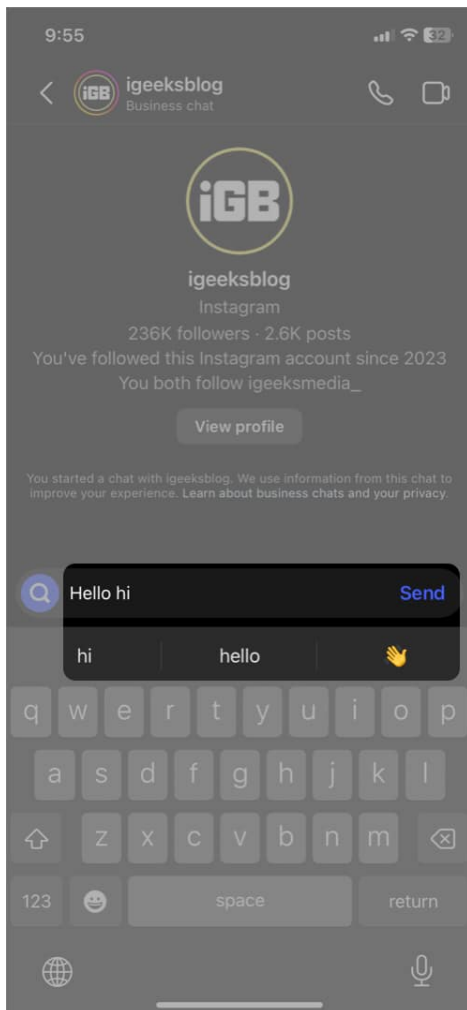 9:55
32
iGB
igeeksblog
Business chat
iGB
igeeksblog
Instagram
236K followers · 2.6K posts
You've followed this Instagram account since 2023
You both follow igeeksmedia_
View profile
You started a chat with igeeksblog. We use information from this chat to
improve your experience. Learn about business chats and your privacy.
Hello hi
Send
hi hello 👋
q w e r t y u i o p
a s d f g h j k l
z x c v b n m
123 space return